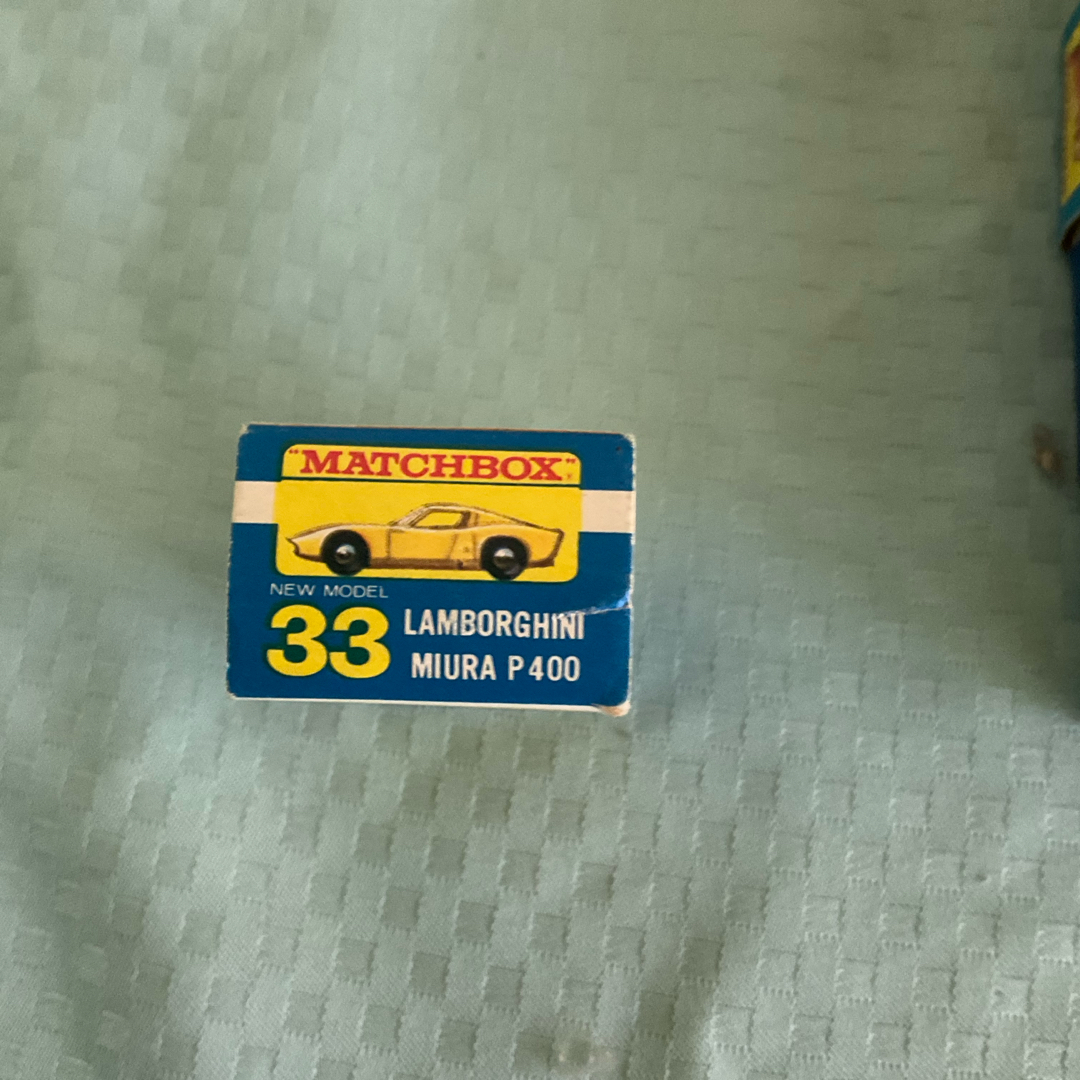 "MATCHBOX"
NEW MODEL
33 LAMBORGHINI
MIURA P400